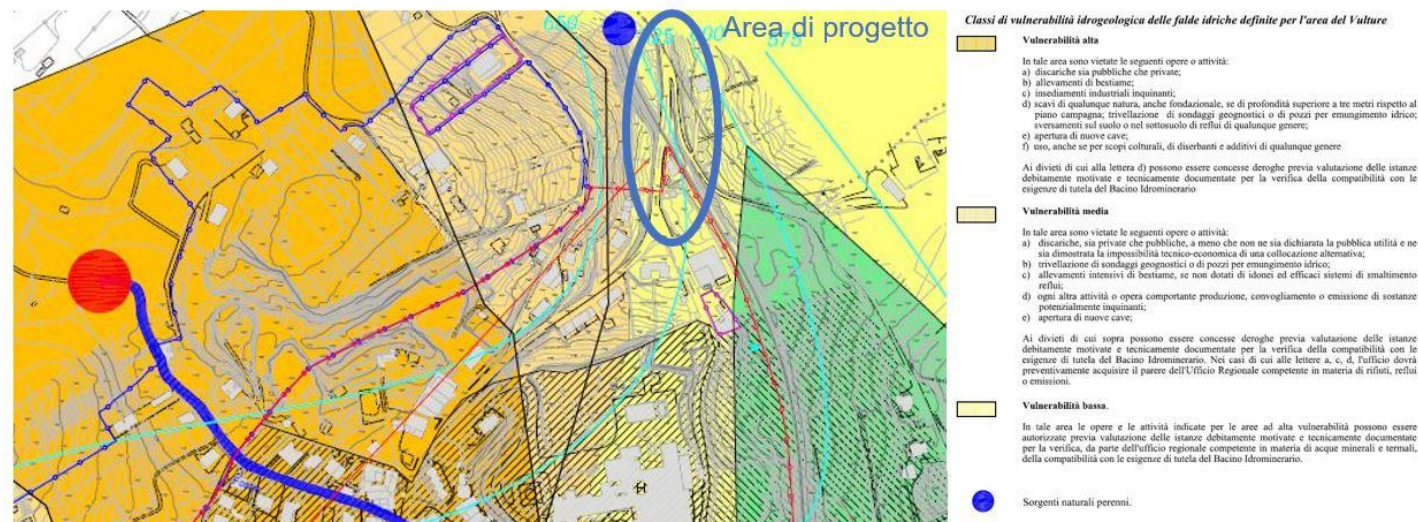 Area di progetto
650
600
575
H
Classi di vulnerabilità idrogeologica delle falde idriche definite per l'area del Vulture
Vulnerabilità alta
In tale area sono vietate le seguenti opere o attività:
a) discariche sia pubbliche che private;
b) allevamenti di bestiame;
c) insediamenti industriali inquinanti;
d) scavi di qualunque natura, anche fondazionale, se di profondità superiore a tre metri rispetto al
piano campagna; trivellazione di sondaggi geognostici o di pozzi per emungimento idrico;
sversamenti sul suolo o nel sottosuolo di reflui di qualunque genere;
e) apertura di nuove cave;
f) uso, anche se per scopi colturali, di diserbanti e additivi di qualunque genere
Ai divieti di cui alla lettera d) possono essere concesse deroghe previa valutazione delle istanze
debitamente motivate e tecnicamente documentate per la verifica della compatibilità con le
esigenze di tutela del Bacino Idrominerario
Vulnerabilità media
In tale area sono vietate le seguenti opere o attività:
a) discariche, sia private che pubbliche, a meno che non ne sia dichiarata la pubblica utilità e ne
sia dimostrata la impossibilità tecnico-economica di una collocazione alternativa;
b) trivellazione di sondaggi geognostici o di pozzi per emungimento idrico;
c) allevamenti intensivi di bestiame, se non dotati di idonei ed efficaci sistemi di smaltimento
reflui;
d) ogni altra attività o opera comportante produzione, convogliamento o emissione di sostanze
potenzialmente inquinanti;
e) apertura di nuove cave;
Ai divieti di cui sopra possono essere concesse deroghe previa valutazione delle istanze
debitamente motivate e tecnicamente documentate per la verifica della compatibilità con le
esigenze di tutela del Bacino Idrominerario. Nei casi di cui alle lettere a, c, d, l'ufficio dovrà
preventivamente acquisire il parere dell'Ufficio Regionale competente in materia di rifiuti, reflui
o emissioni.
Vulnerabilità bassa.
In tale area le opere e le attività indicate per le aree ad alta vulnerabilità possono essere
autorizzate previa valutazione delle istanze debitamente motivate e tecnicamente documentate
per la verifica, da parte dell'ufficio regionale competente in materia di acque minerali e termali,
della compatibilità con le esigenze di tutela del Bacino Idrominerario.
Sorgenti naturali perenni.